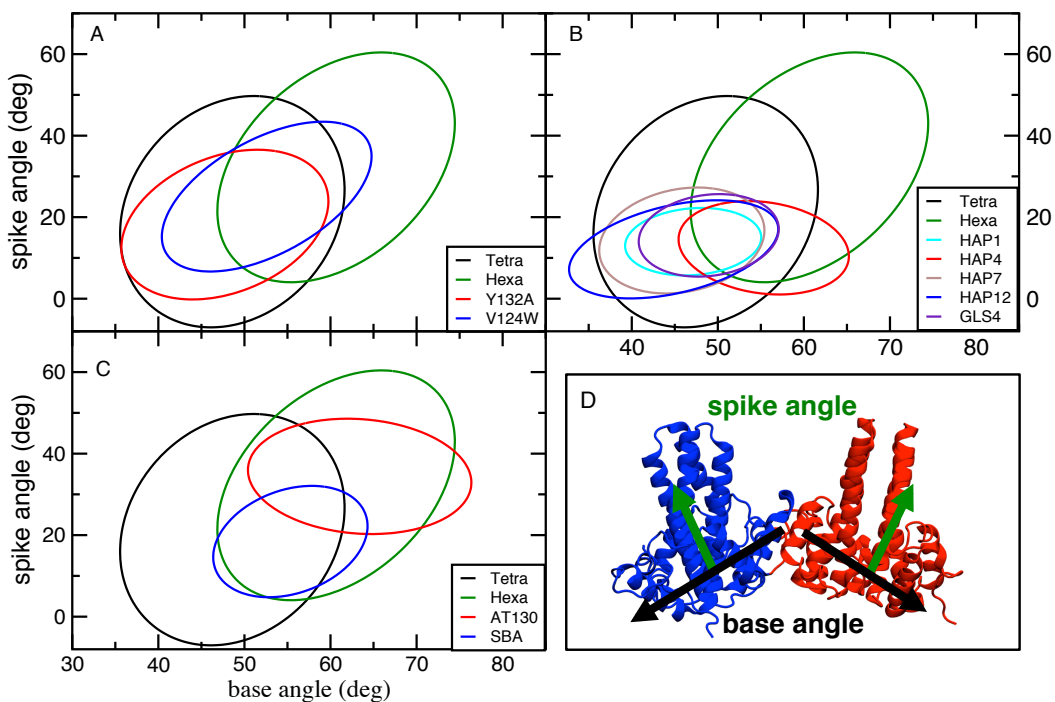 A
60
40
20
0
spike angle (deg)
Tetra
Hexa
Y132A
V124W
B
60
40
20
0
Tetra
Hexa
HAP1
HAP4
HAP7
HAP12
GLS4
40 50 60 70 80
C
60
40
20
0
spike angle (deg)
Tetra
Hexa
AT130
SBA
30 40 50 60 70 80
base angle (deg)
D
spike angle
base angle